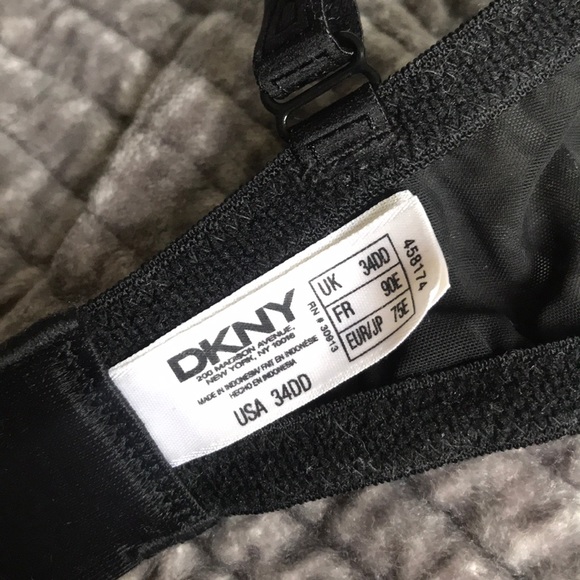 DKNY
200 MADISON AVENUE,
NEW YORK, NY 10016
MADE IN INDONESIA/FAIT EN INDONÉSIE/
HECHO EN INDONESIA
USA 34DD
RN # 30913
UK 34DD
FR 90E
EUR/JP 75E
458174